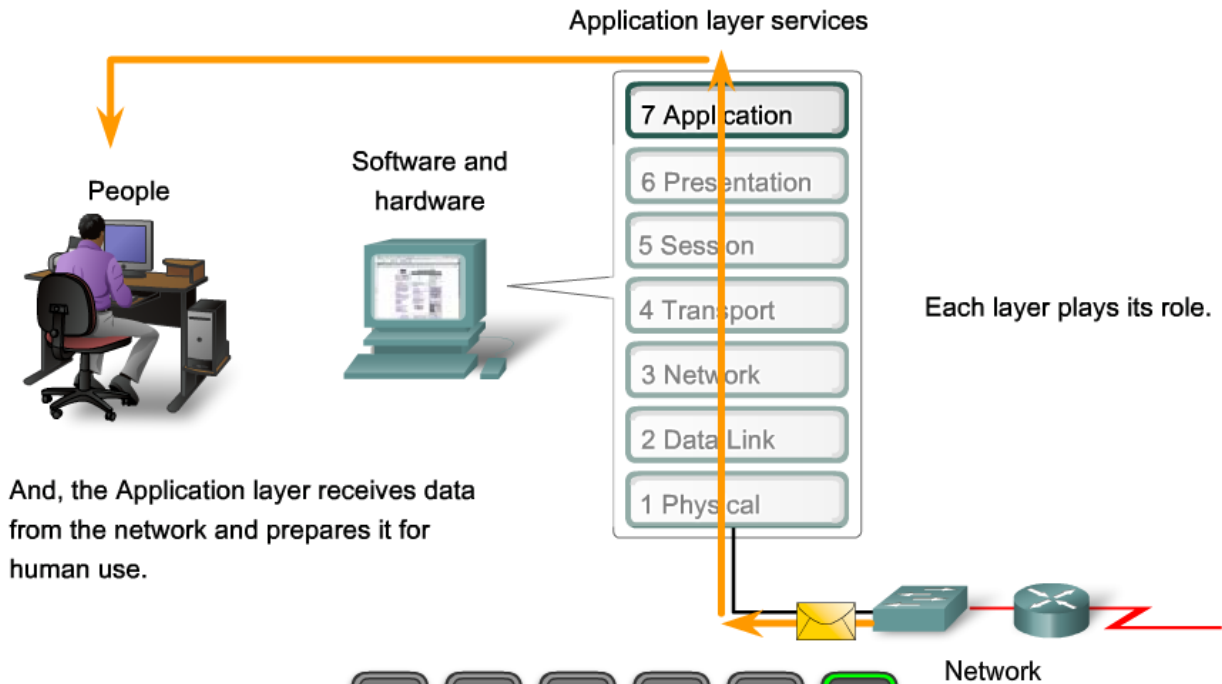 Application layer services
7 Application
6 Presentation
5 Session
4 Transport
3 Network
2 Data Link
1 Physical
People
Software and
hardware
Each layer plays its role.
And, the Application layer receives data
from the network and prepares it for
human use.
Network